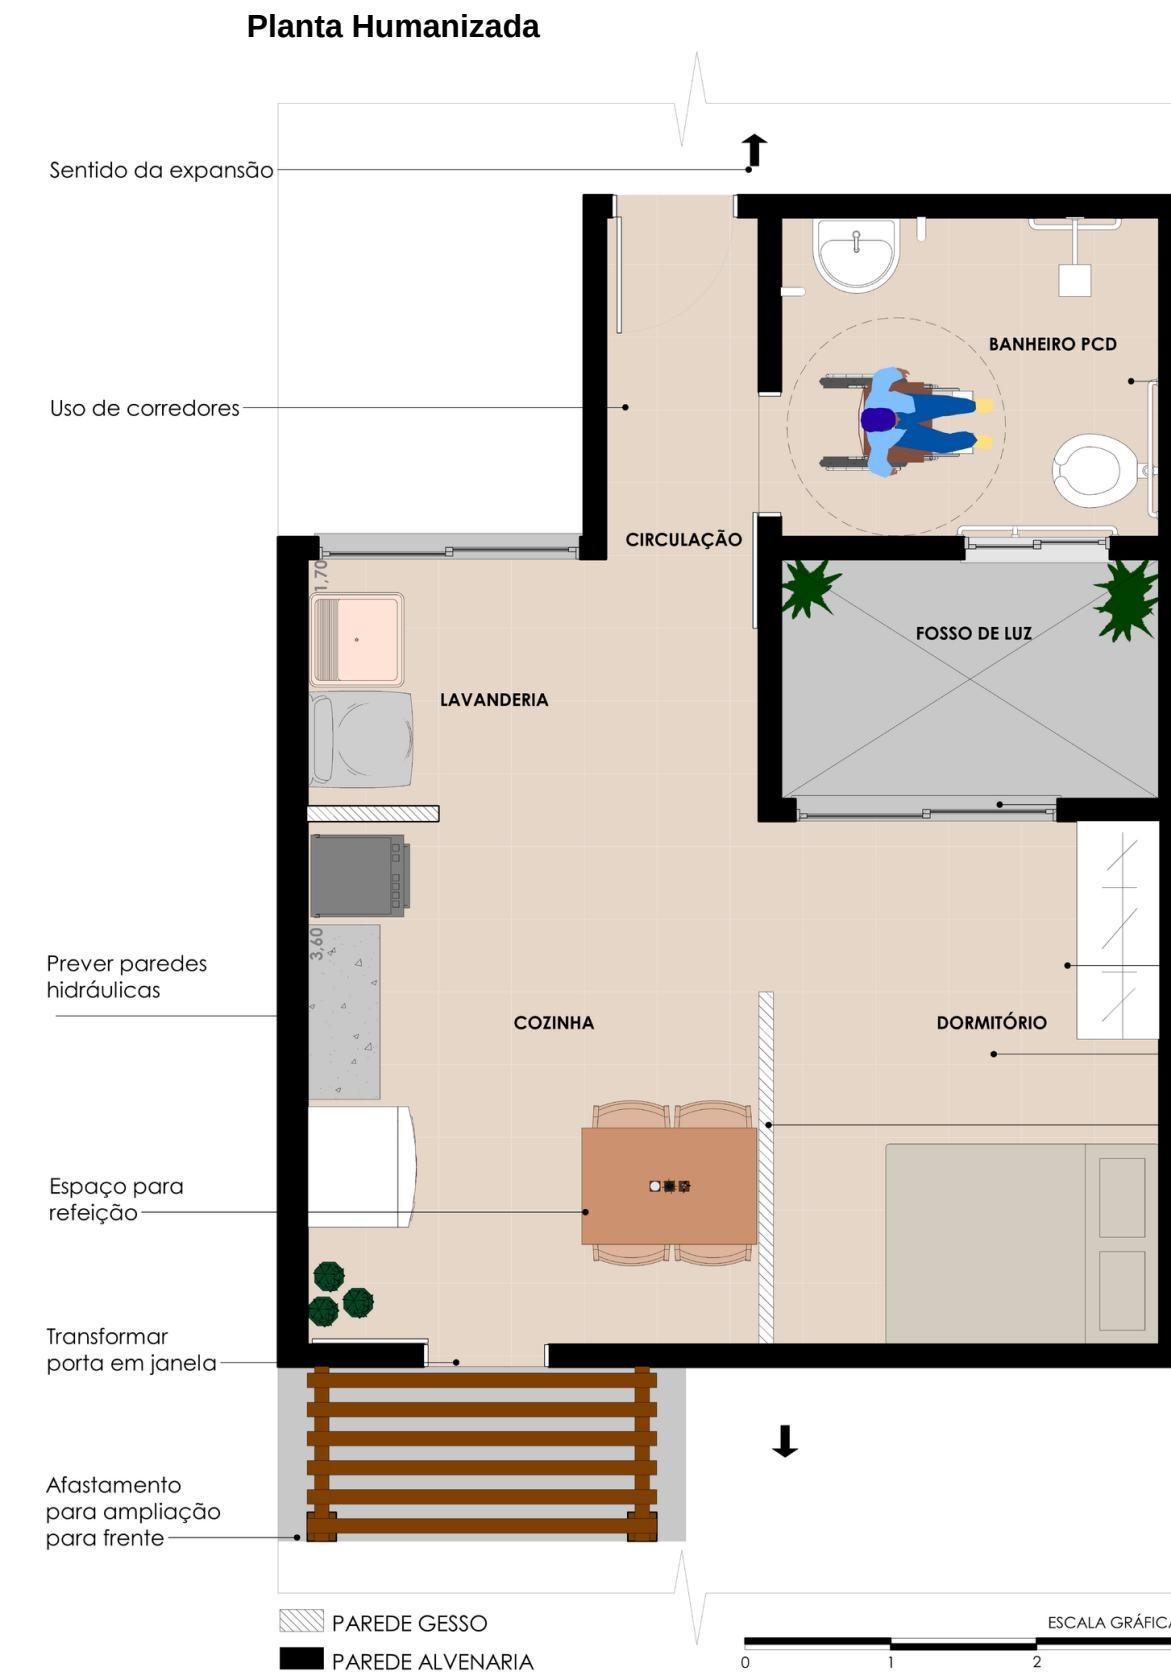 Planta Humanizada
Sentido da expansão
BANHEIRO PCD
Uso de corredores
CIRCULAÇÃO
1,70
FOSSO DE LUZ
LAVANDERIA
3,60
Prever paredes
hidráulicas
COZINHA
DORMITÓRIO
Espaço para
refeição
Transformar
porta em janela
Afastamento
para ampliação
para frente
PAREDE GESSO
PAREDE ALVENARIA
ESCALA GRÁFICA
0 1 2